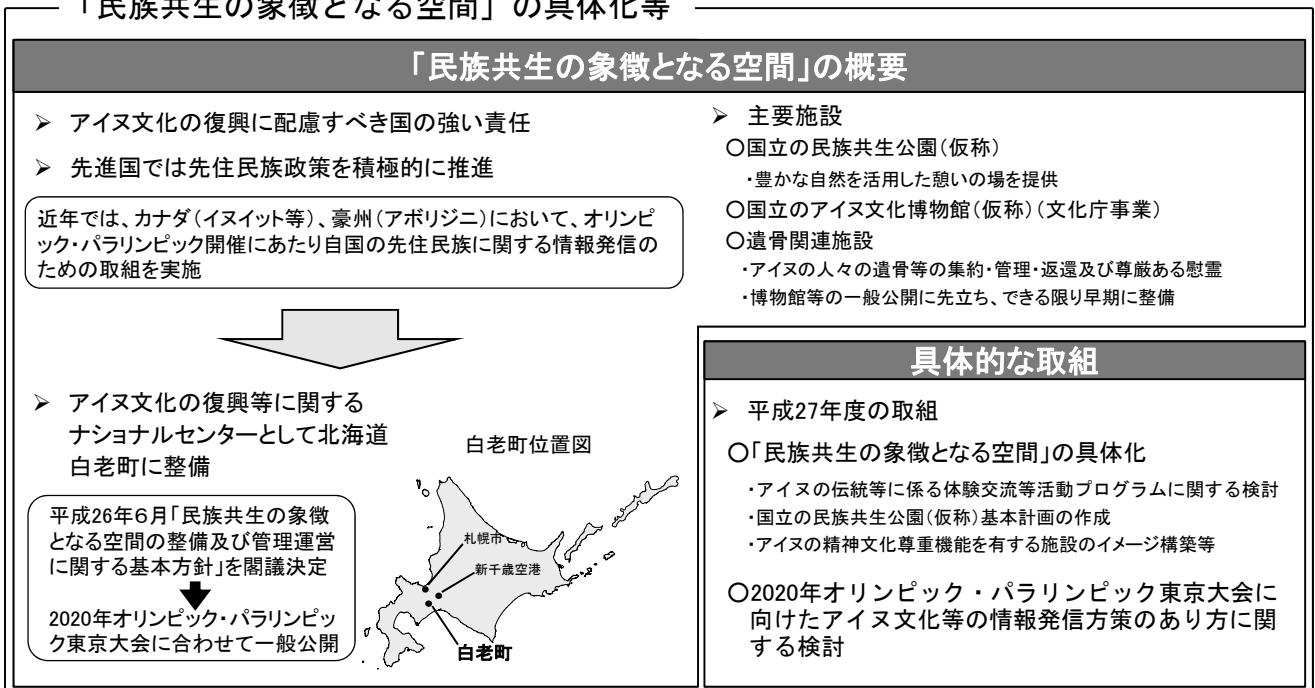 「民族共生の象徴となる空間」の具体化等
「民族共生の象徴となる空間」の概要
➢ アイヌ文化の復興に配慮すべき国の強い責任
➢ 先進国では先住民族政策を積極的に推進
近年では、カナダ(イヌイット等)、豪州(アボリジニ)において、オリンピ
ック・パラリンピック開催にあたり自国の先住民族に関する情報発信の
ための取組を実施
➢ アイヌ文化の復興等に関する
ナショナルセンターとして北海道
白老町に整備
平成26年6月「民族共生の象徴
となる空間の整備及び管理運営
に関する基本方針」を閣議決定
2020年オリンピック・パラリンピッ
ク東京大会に合わせて一般公開
白老町位置図
札幌市
新千歳空港
白老町
➢ 主要施設
○国立の民族共生公園(仮称)
・豊かな自然を活用した憩いの場を提供
○国立のアイヌ文化博物館(仮称)(文化庁事業)
○遺骨関連施設
・アイヌの人々の遺骨等の集約・管理・返還及び尊厳ある慰霊
・博物館等の一般公開に先立ち、できる限り早期に整備
具体的な取組
➢ 平成27年度の取組
○「民族共生の象徴となる空間」の具体化
・アイヌの伝統等に係る体験交流等活動プログラムに関する検討
・国立の民族共生公園(仮称)基本計画の作成
・アイヌの精神文化尊重機能を有する施設のイメージ構築等
○2020年オリンピック・パラリンピック東京大会に
向けたアイヌ文化等の情報発信方策のあり方に関
する検討